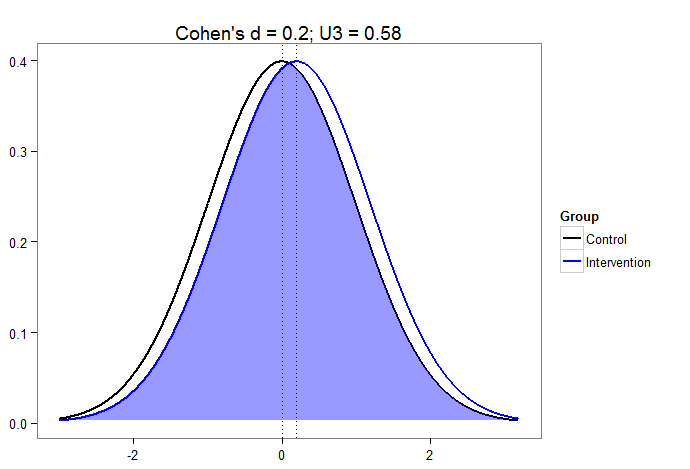 Cohen's d = 0.2; U3 = 0.58
0.4
0.3
0.2
0.1
0.0
-2
0
2
Group
Control
Intervention